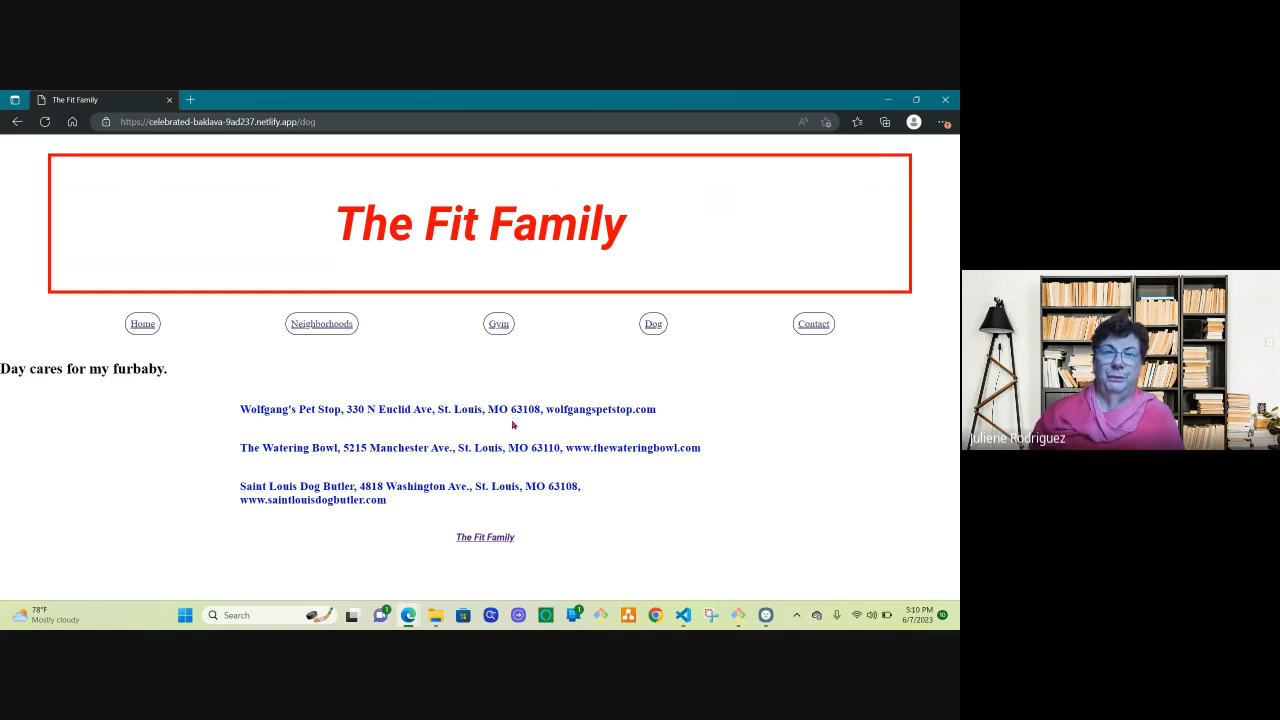 The Fit Family
https://celebrated-baklava-9ad237.netlify.app/dog
The Fit Family
Home
Neighborhoods
Gym
Dog
Contact
Day cares for my furbaby.
Wolfgang's Pet Stop, 330 N Euclid Ave, St. Louis, MO 63108, wolfgangspetstop.com
The Watering Bowl, 5215 Manchester Ave., St. Louis, MO 63110, www.thewateringbowl.com
Saint Louis Dog Butler, 4818 Washington Ave., St. Louis, MO 63108,
www.saintlouisdogbutler.com
The Fit Family
Juliene Rodriguez
78°F
Mostly cloudy
Search
1
1
5:10 PM
6/7/2023
10